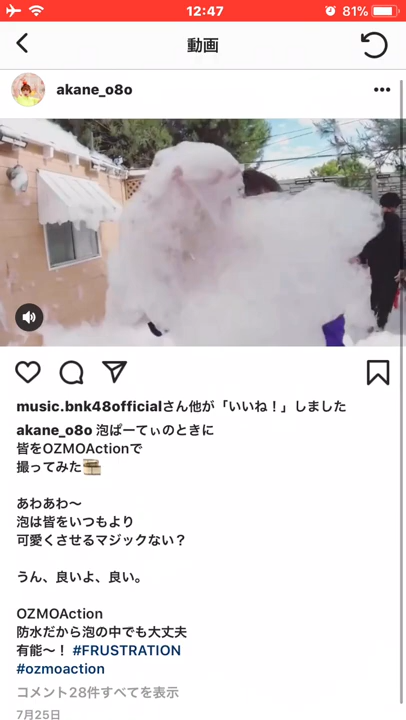 12:47
81%
動画
akane_o8o
music.bnk48officialさん他が「いいね！」しました
akane_o8o 泡ぱーてぃのときに
皆をOZMOActionで
撮ってみた
あわあわ〜
泡は皆をいつもより
可愛くさせるマジックない？
うん、良いよ、良い。
OZMOAction
防水だから泡の中でも大丈夫
有能〜！ #FRUSTRATION
#ozmoaction
コメント28件すべてを表示
7月25日